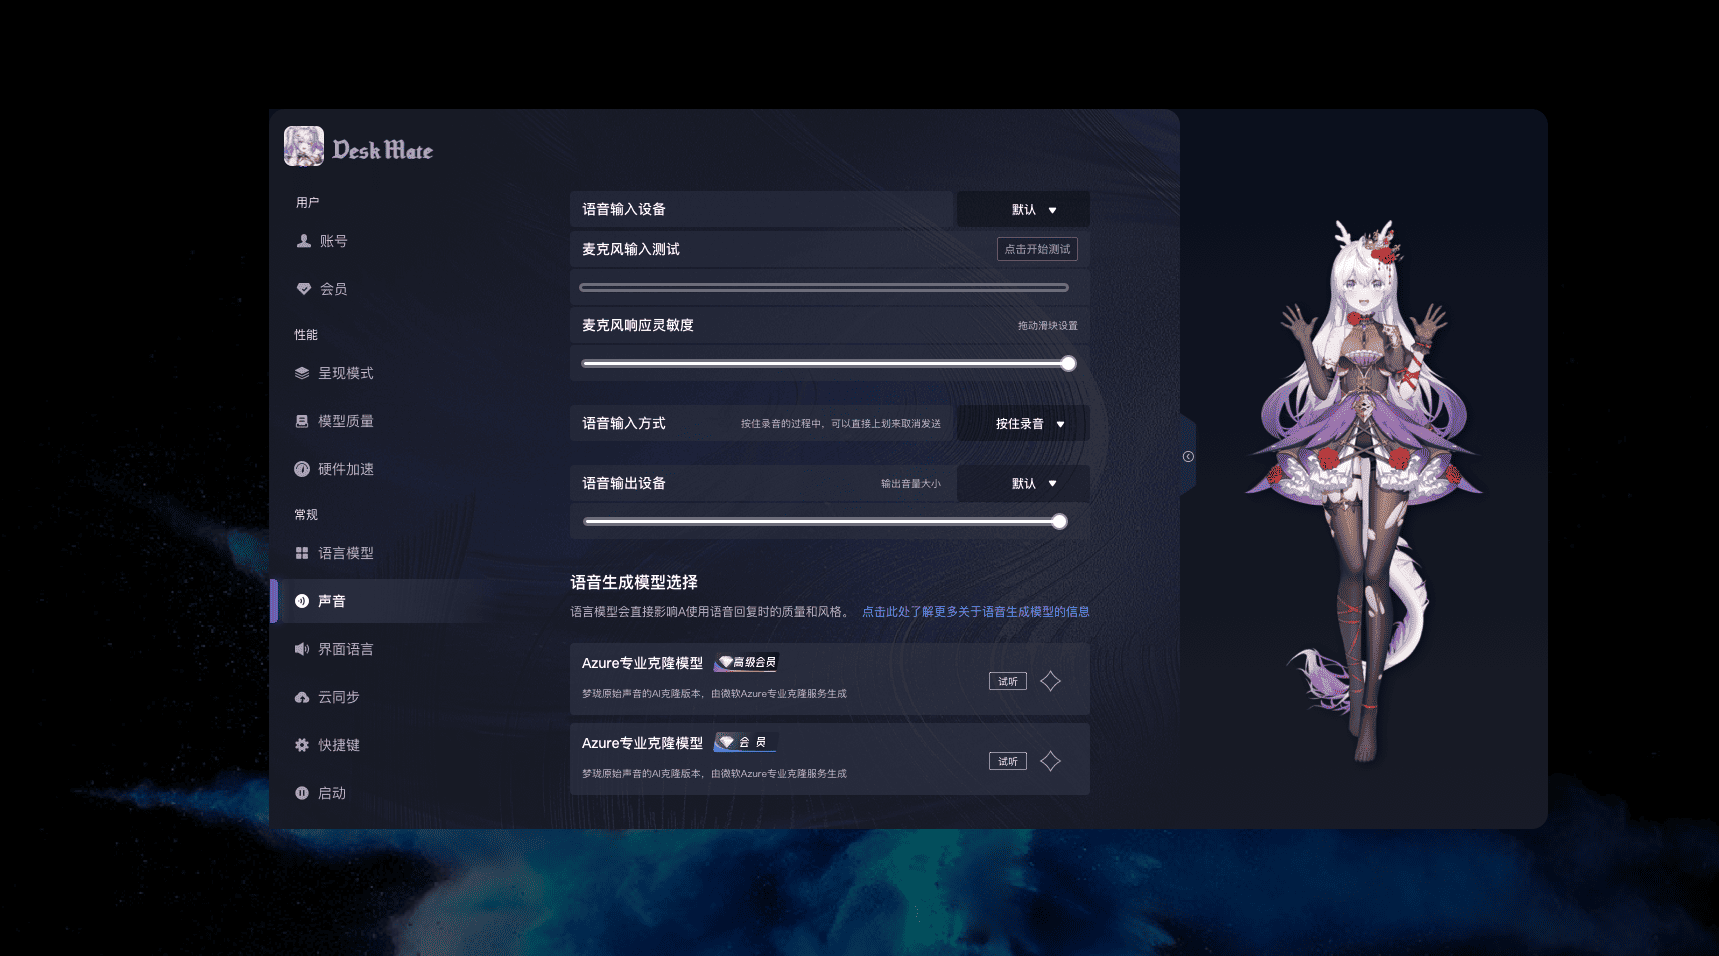 Desk Mate
用户
账号
会员
性能
呈现模式
模型质量
硬件加速
常规
语言模型
声音
界面语言
云同步
快捷键
启动
语音输入设备 默认
麦克风输入测试 点击开始测试
麦克风响应灵敏度 拖动滑块设置
语音输入方式 按住录音的过程中，可以直接上划来取消发送 按住录音
语音输出设备 输出音量大小 默认
语音生成模型选择
语言模型会直接影响A使用语音回复时的质量和风格。 点击此处了解更多关于语音生成模型的信息
Azure专业克隆模型 高级会员
梦珑原始声音的AI克隆版本，由微软Azure专业克隆服务生成
试听
Azure专业克隆模型 会 员
梦珑原始声音的AI克隆版本，由微软Azure专业克隆服务生成
试听